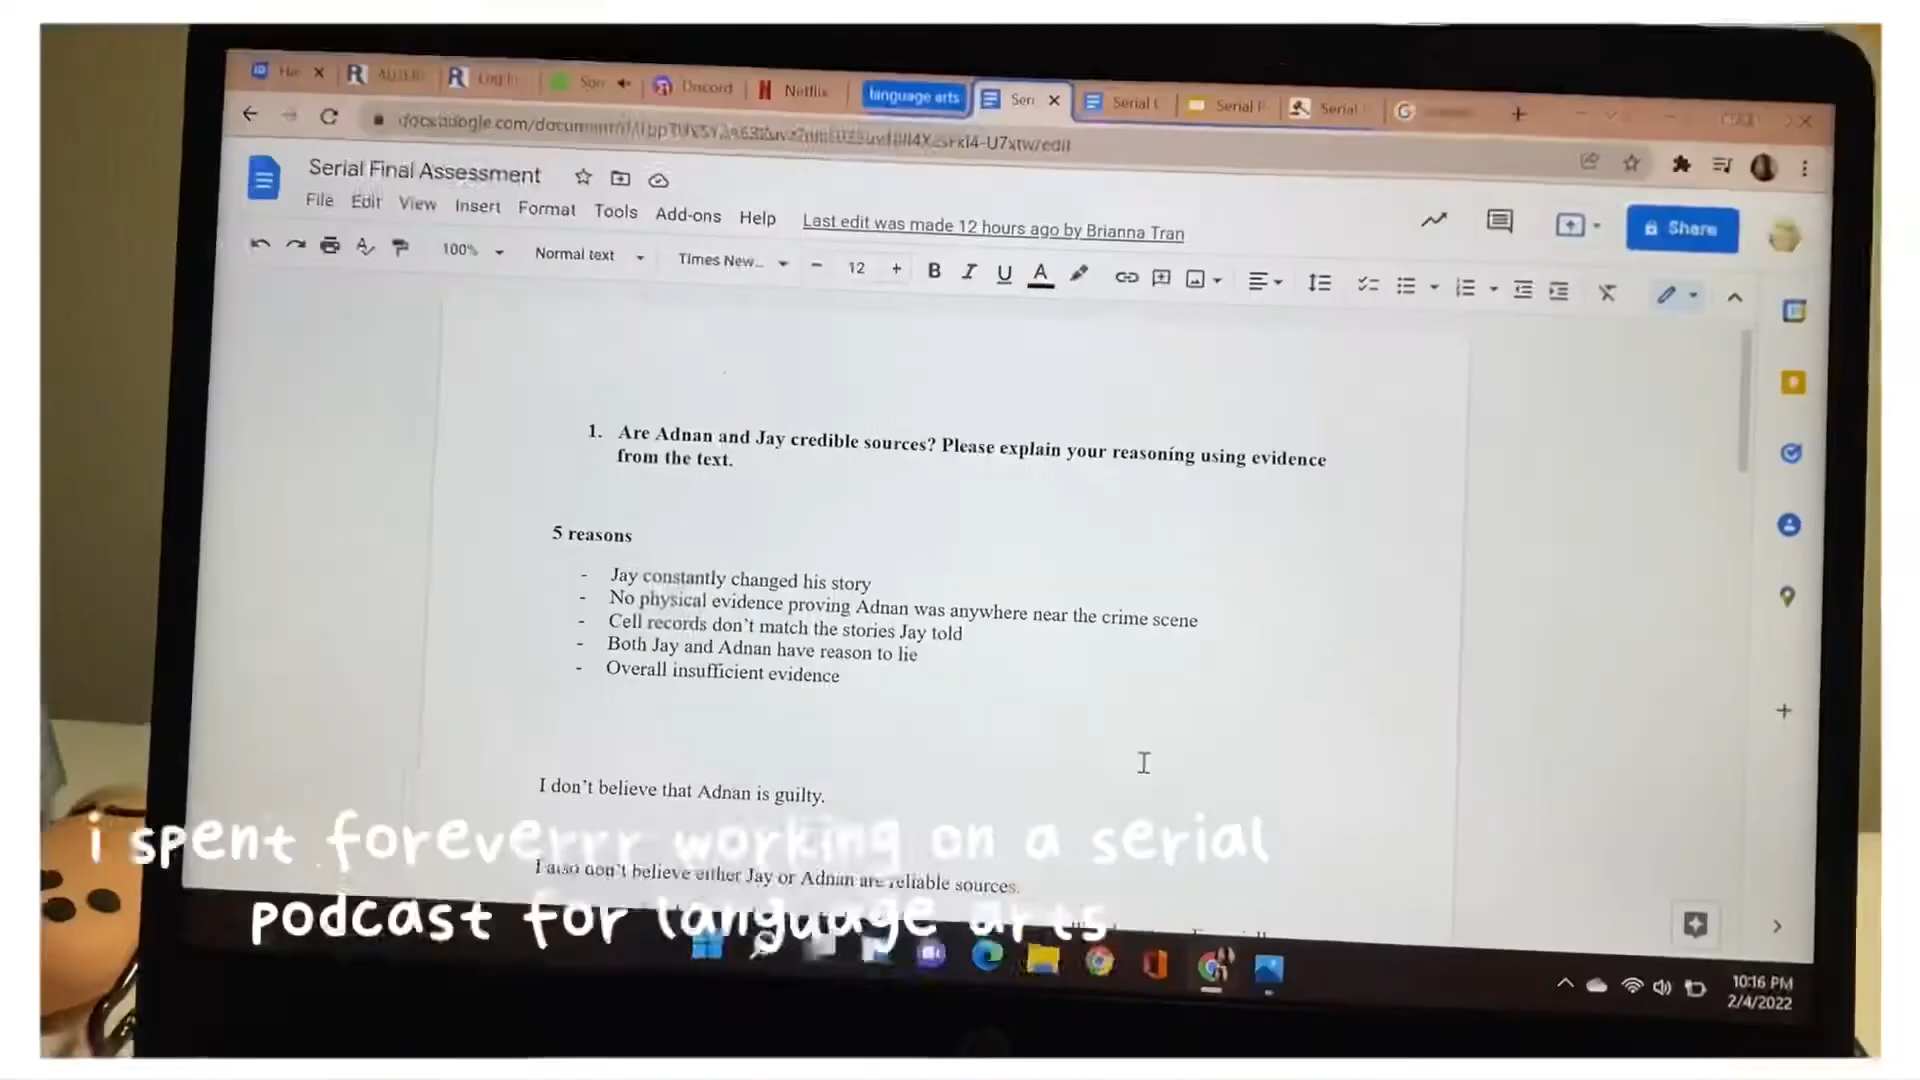 Son
Discord
Netflix
language arts
Seri
Serial C
Serial P
Serial
Serial Final Assessment
File Edit View Insert Format Tools Add-ons Help
Last edit was made 12 hours ago by Brianna Tran
Share
100%
Normal text
Times New...
12
B I U A
1. Are Adnan and Jay credible sources? Please explain your reasoning using evidence
from the text.
5 reasons
- Jay constantly changed his story
- No physical evidence proving Adnan was anywhere near the crime scene
- Cell records don't match the stories Jay told
- Both Jay and Adnan have reason to lie
- Overall insufficient evidence
I don't believe that Adnan is guilty.
i spent foreverrr working on a serial
I also don't believe either Jay or Adnan are reliable sources.
podcast for language arts
10:16 PM
2/4/2022